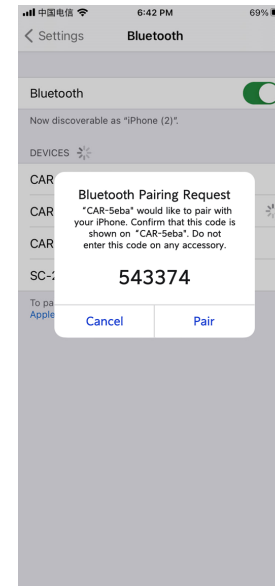 中国电信
6:42 PM
69%
Settings
Bluetooth
Bluetooth
Now discoverable as “iPhone (2)”.
DEVICES
CAR
CAR
CAR
SC-
To pa
Apple
Bluetooth Pairing Request
"CAR-5eba" would like to pair with
your iPhone. Confirm that this code is
shown on "CAR-5eba". Do not
enter this code on any accessory.
543374
Cancel
Pair